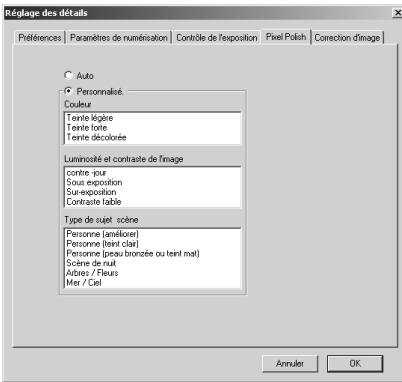 Réglage des détails
Préférences Paramètres de numérisation Contrôle de l'exposition Pixel Polish Correction d'image
Auto
Personnalisé.
Couleur
Teinte légère
Teinte forte
Teinte décolorée
Luminosité et contraste de l'image
contre -jour
Sous exposition
Sur-exposition
Contraste faible
Type de sujet scène
Personne (améliorer)
Personne (teint clair)
Personne (peau bronzée ou teint mat)
Scène de nuit
Arbres / Fleurs
Mer / Ciel
Annuler OK